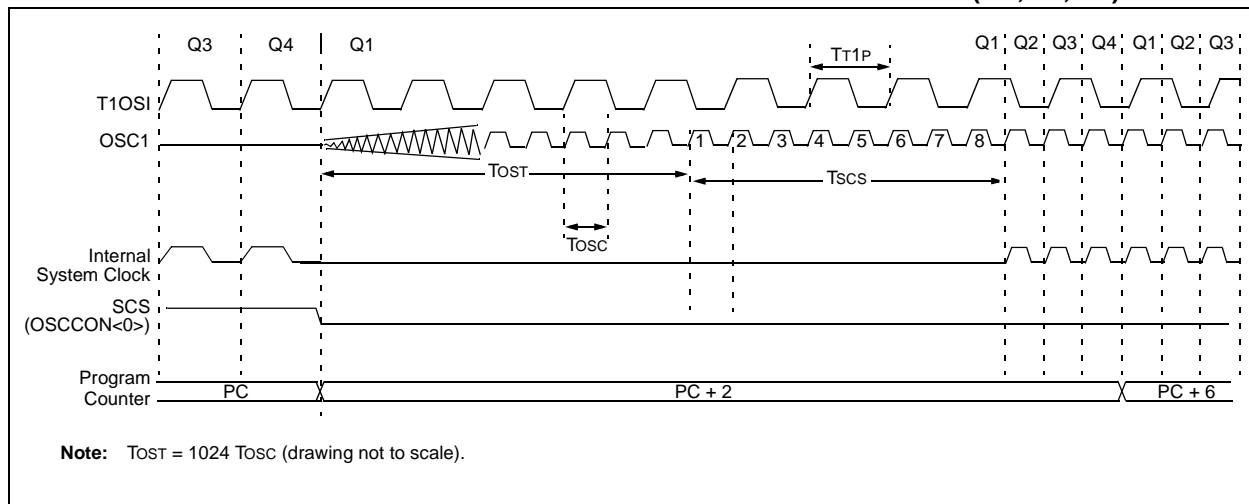 Q3 Q4 Q1 Q1 Q2 Q3 Q4 Q1 Q2 Q3
TT1P
T1OSI
OSC1
1 2 3 4 5 6 7 8
TOST TSCS
TOSC
Internal
System Clock
SCS
(OSCCON<0>)
Program
Counter
PC PC + 2 PC + 6
Note: TOST = 1024 TOSC (drawing not to scale).